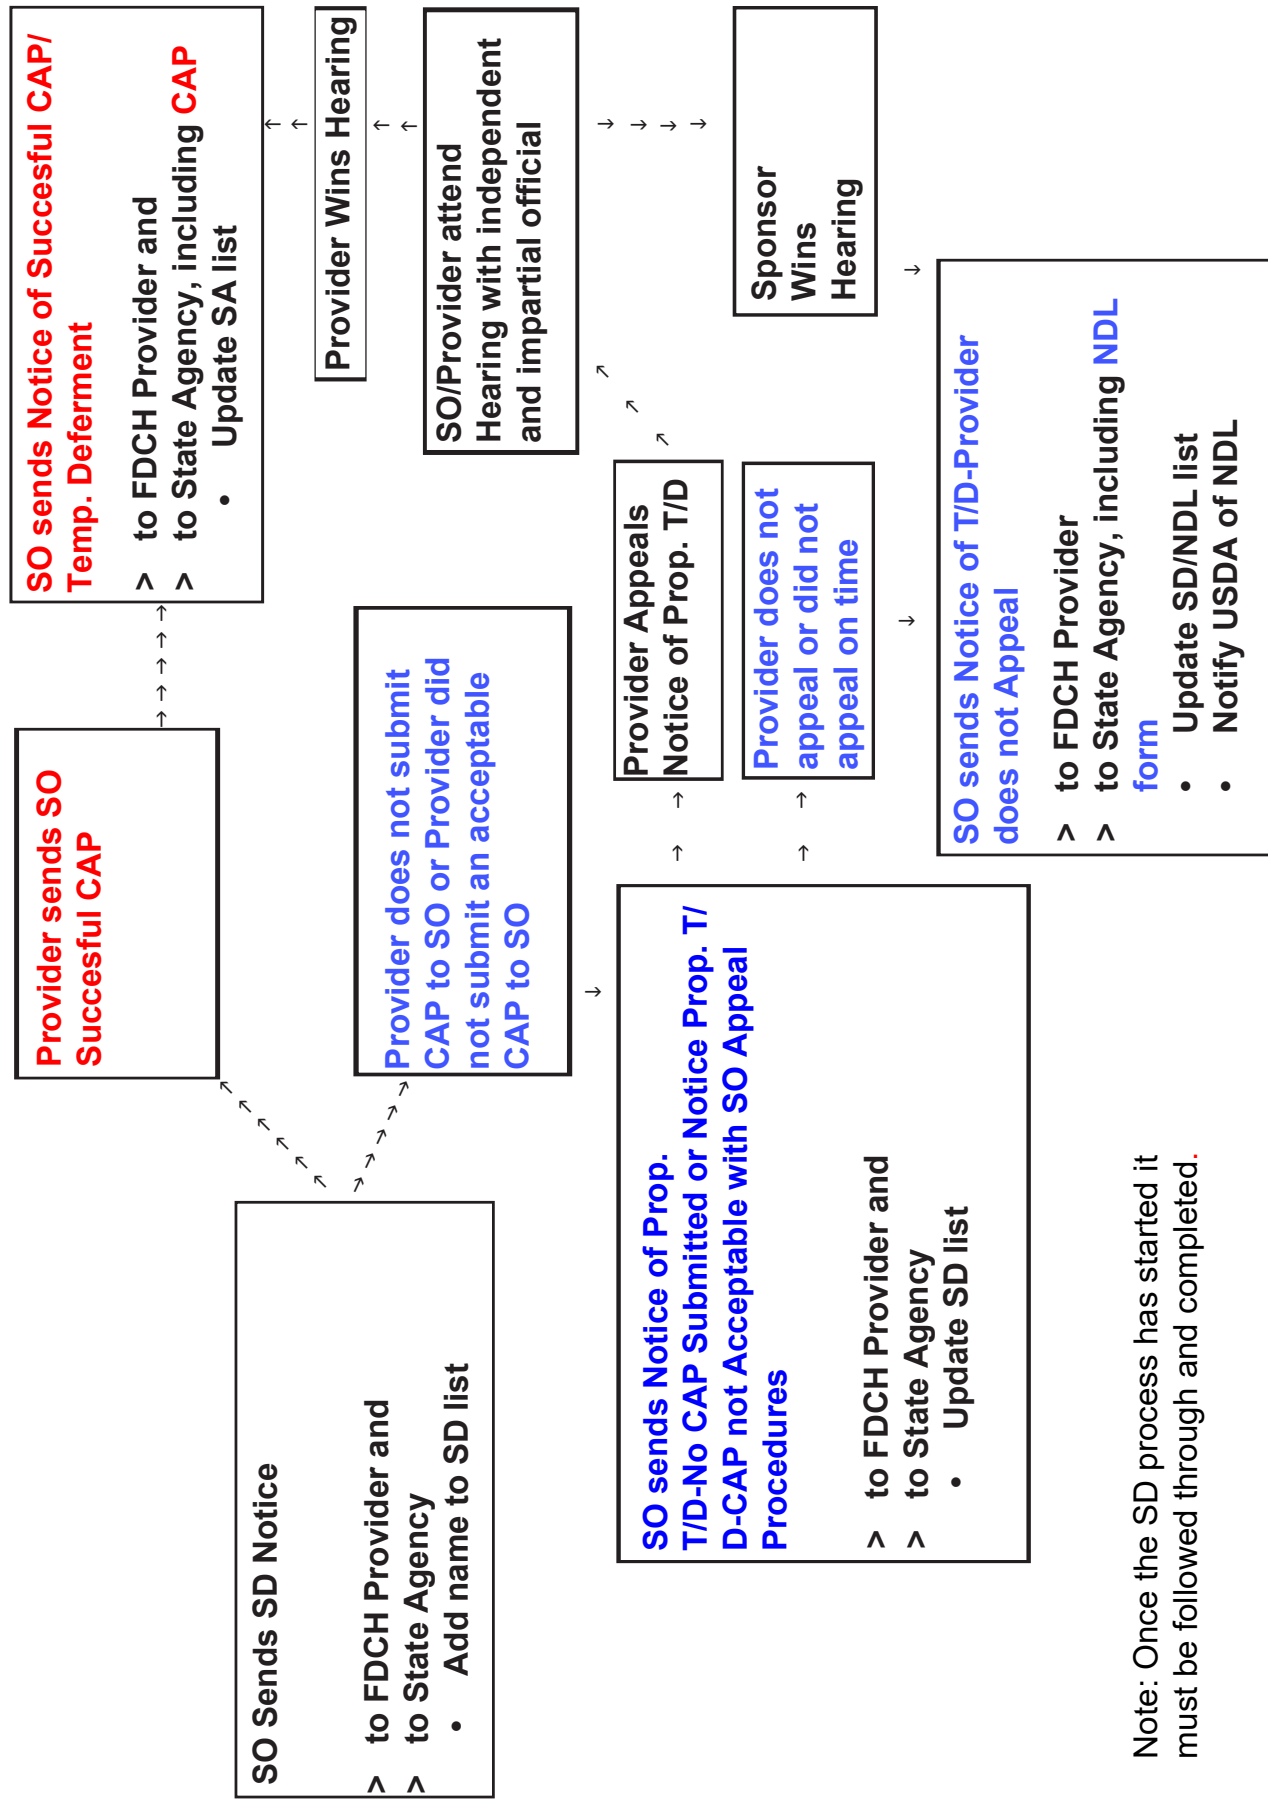 SO Sends SD Notice
> to FDCH Provider and
> to State Agency
• Add name to SD list
Provider sends SO
Succesful CAP
SO sends Notice of Succesful CAP/
Temp. Deferment
> to FDCH Provider and
> to State Agency, including CAP
• Update SA list
Provider Wins Hearing
Provider does not submit
CAP to SO or Provider did
not submit an acceptable
CAP to SO
SO/Provider attend
Hearing with independent
and impartial official
SO sends Notice of Prop.
T/D-No CAP Submitted or Notice Prop. T/
D-CAP not Acceptable with SO Appeal
Procedures
> to FDCH Provider and
> to State Agency
• Update SD list
Provider Appeals
Notice of Prop. T/D
Provider does not
appeal or did not
appeal on time
Sponsor
Wins
Hearing
SO sends Notice of T/D-Provider
does not Appeal
> to FDCH Provider
> to State Agency, including NDL
form
• Update SD/NDL list
• Notify USDA of NDL
Note: Once the SD process has started it
must be followed through and completed.